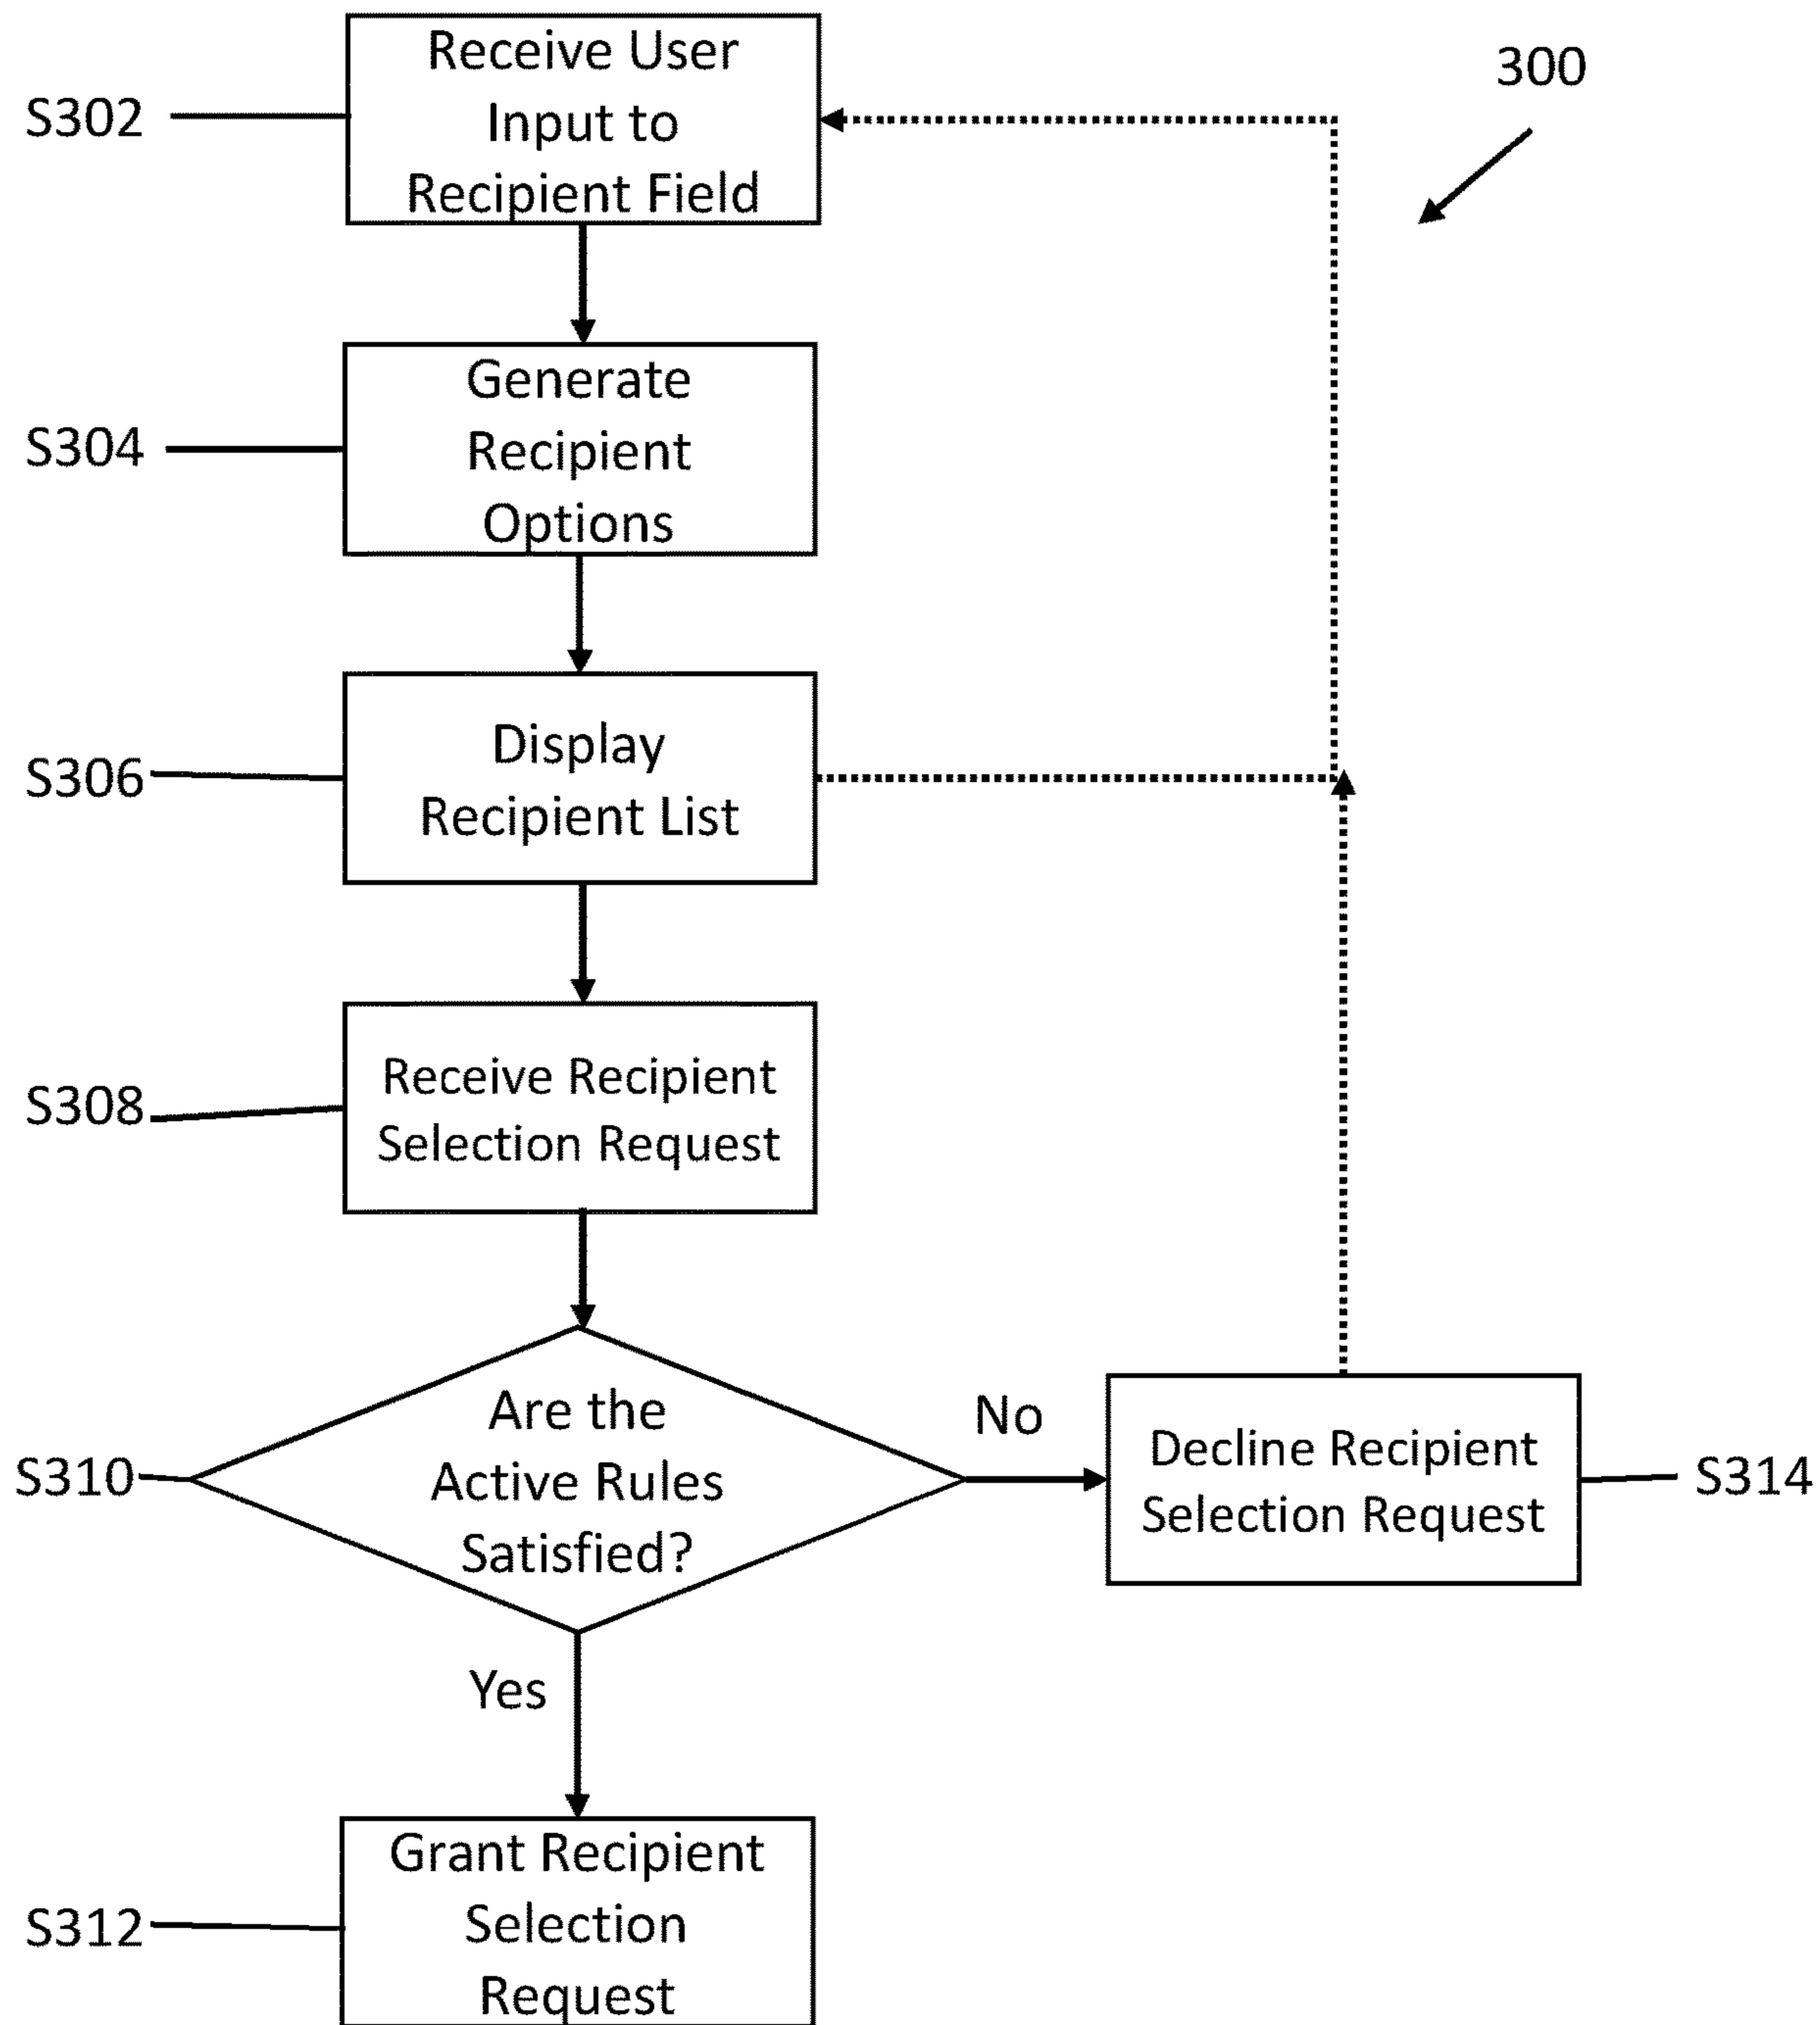 Receive User
Input to
Recipient Field
S302
300
Generate
Recipient
Options
S304
Display
Recipient List
S306
Receive Recipient
Selection Request
S308
Are the
Active Rules
Satisfied?
S310
No
Decline Recipient
Selection Request
S314
Yes
Grant Recipient
Selection
Request
S312